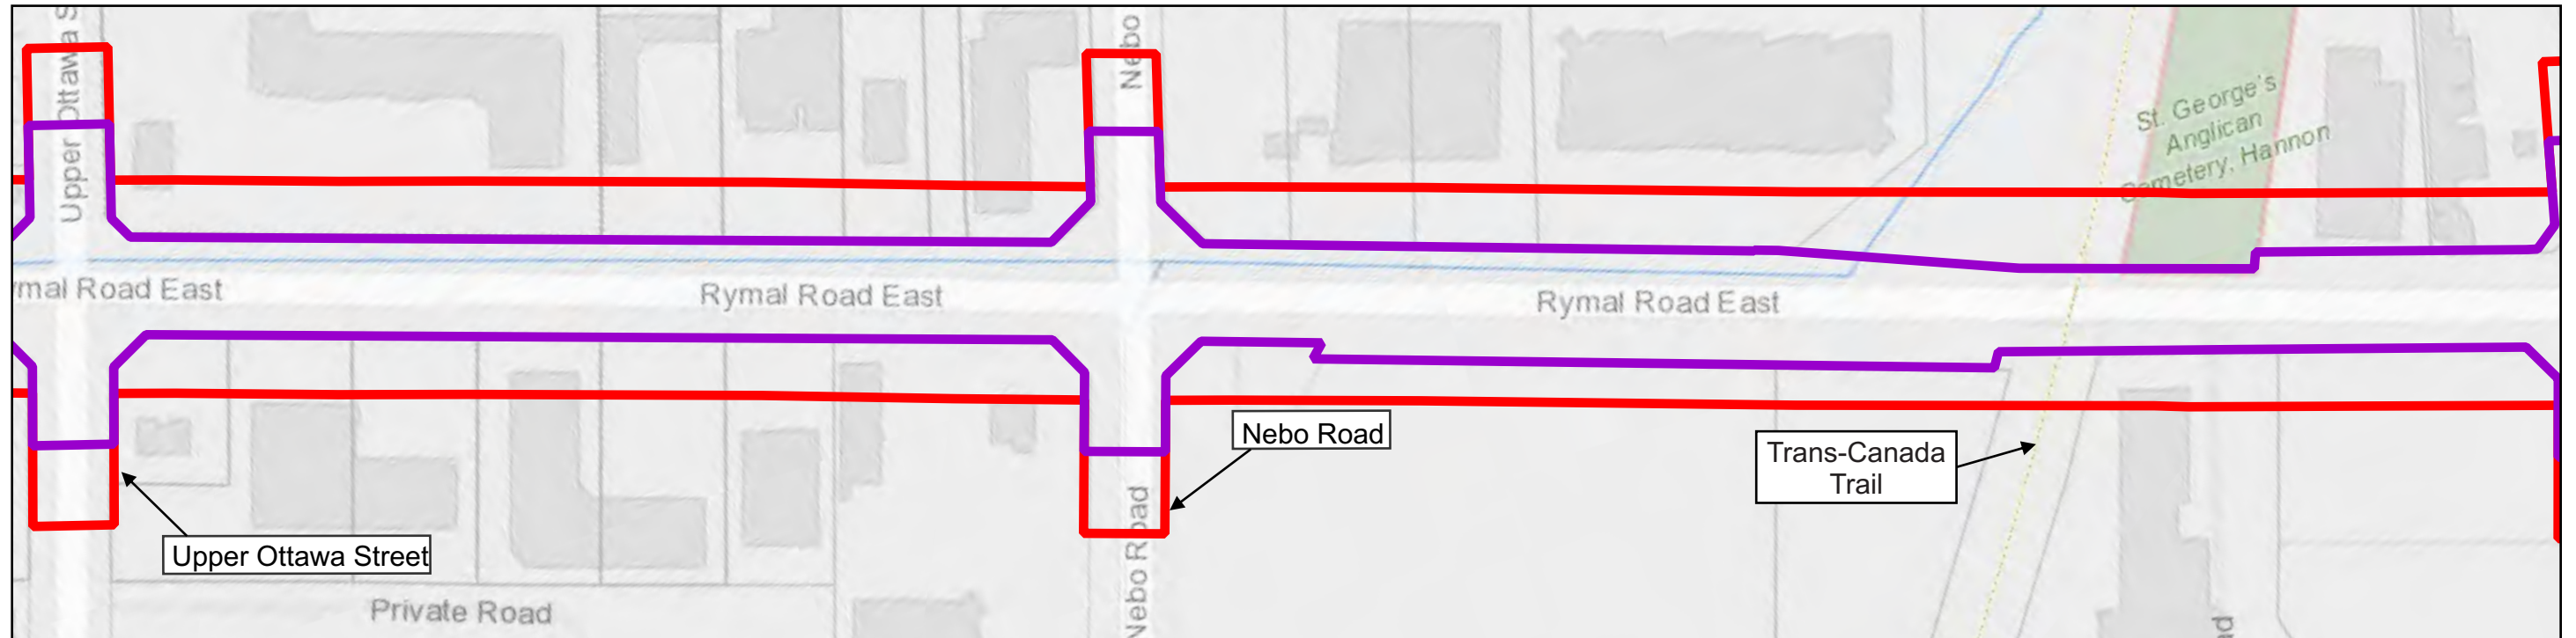 Upper Ottawa S
Nebo
St. George's
Anglican
Cemetery, Hannon
ymal Road East
Rymal Road East
Rymal Road East
Nebo Road
Trans-Canada
Trail
Upper Ottawa Street
Nebo Road
Private Road
ad